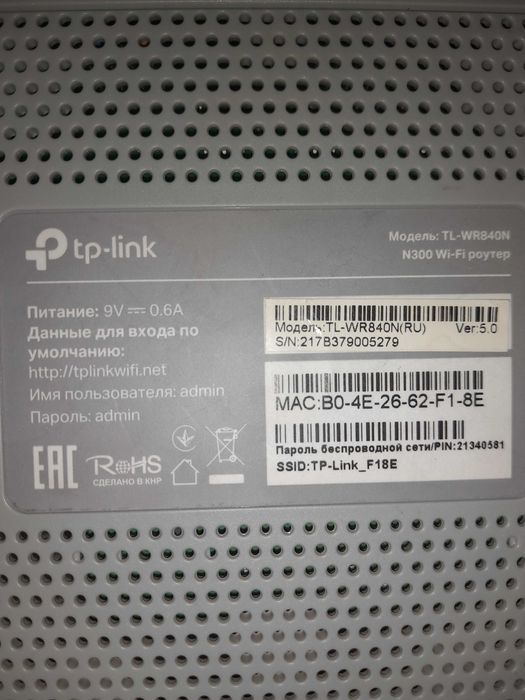 tp-link
Модель: TL-WR840N
N300 Wi-Fi роутер
Питание: 9V 0.6A
Данные для входа по
умолчанию:
http://tplinkwifi.net
Имя пользователя: admin
Пароль: admin
Модель:TL-WR840N(RU) Ver:5.0
S/N:217B379005279
MAC:B0-4E-26-62-F1-8E
Пароль беспроводной сети/PIN:21340581
SSID:TP-Link_F18E
EAC
RoHS
СДЕЛАНО В КНР